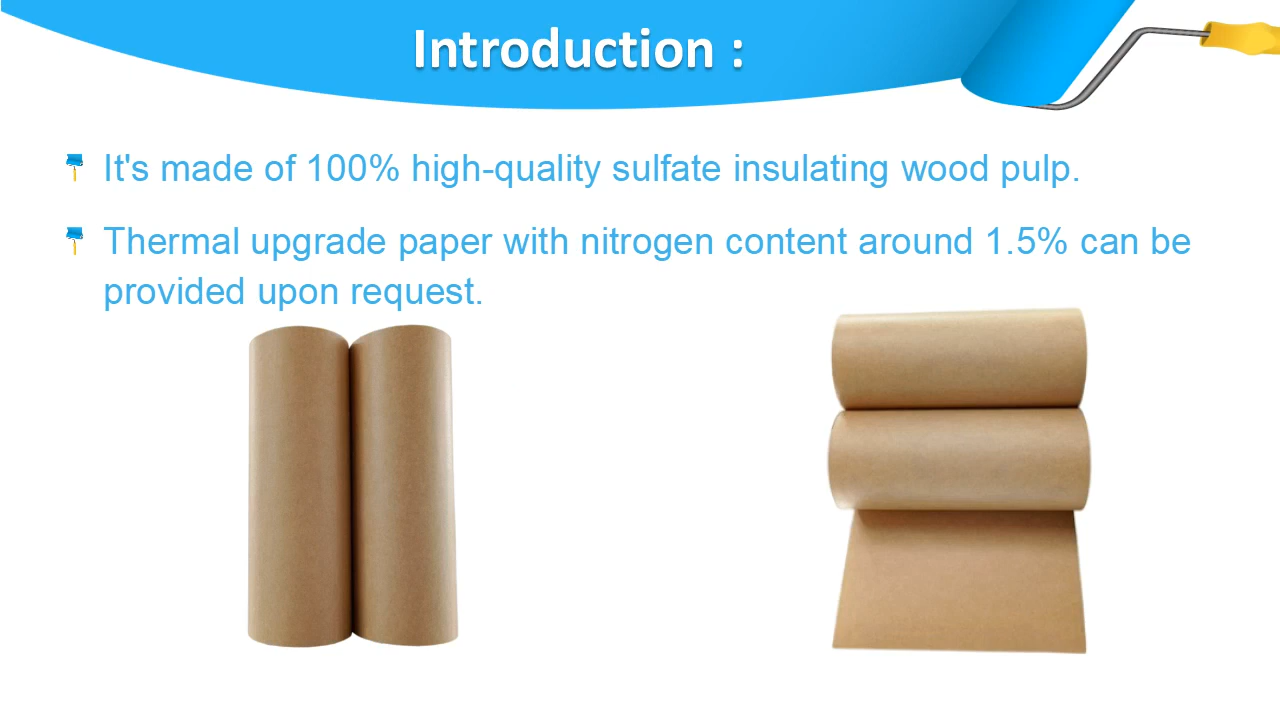 Introduction :
It's made of 100% high-quality sulfate insulating wood pulp.
Thermal upgrade paper with nitrogen content around 1.5% can be
provided upon request.